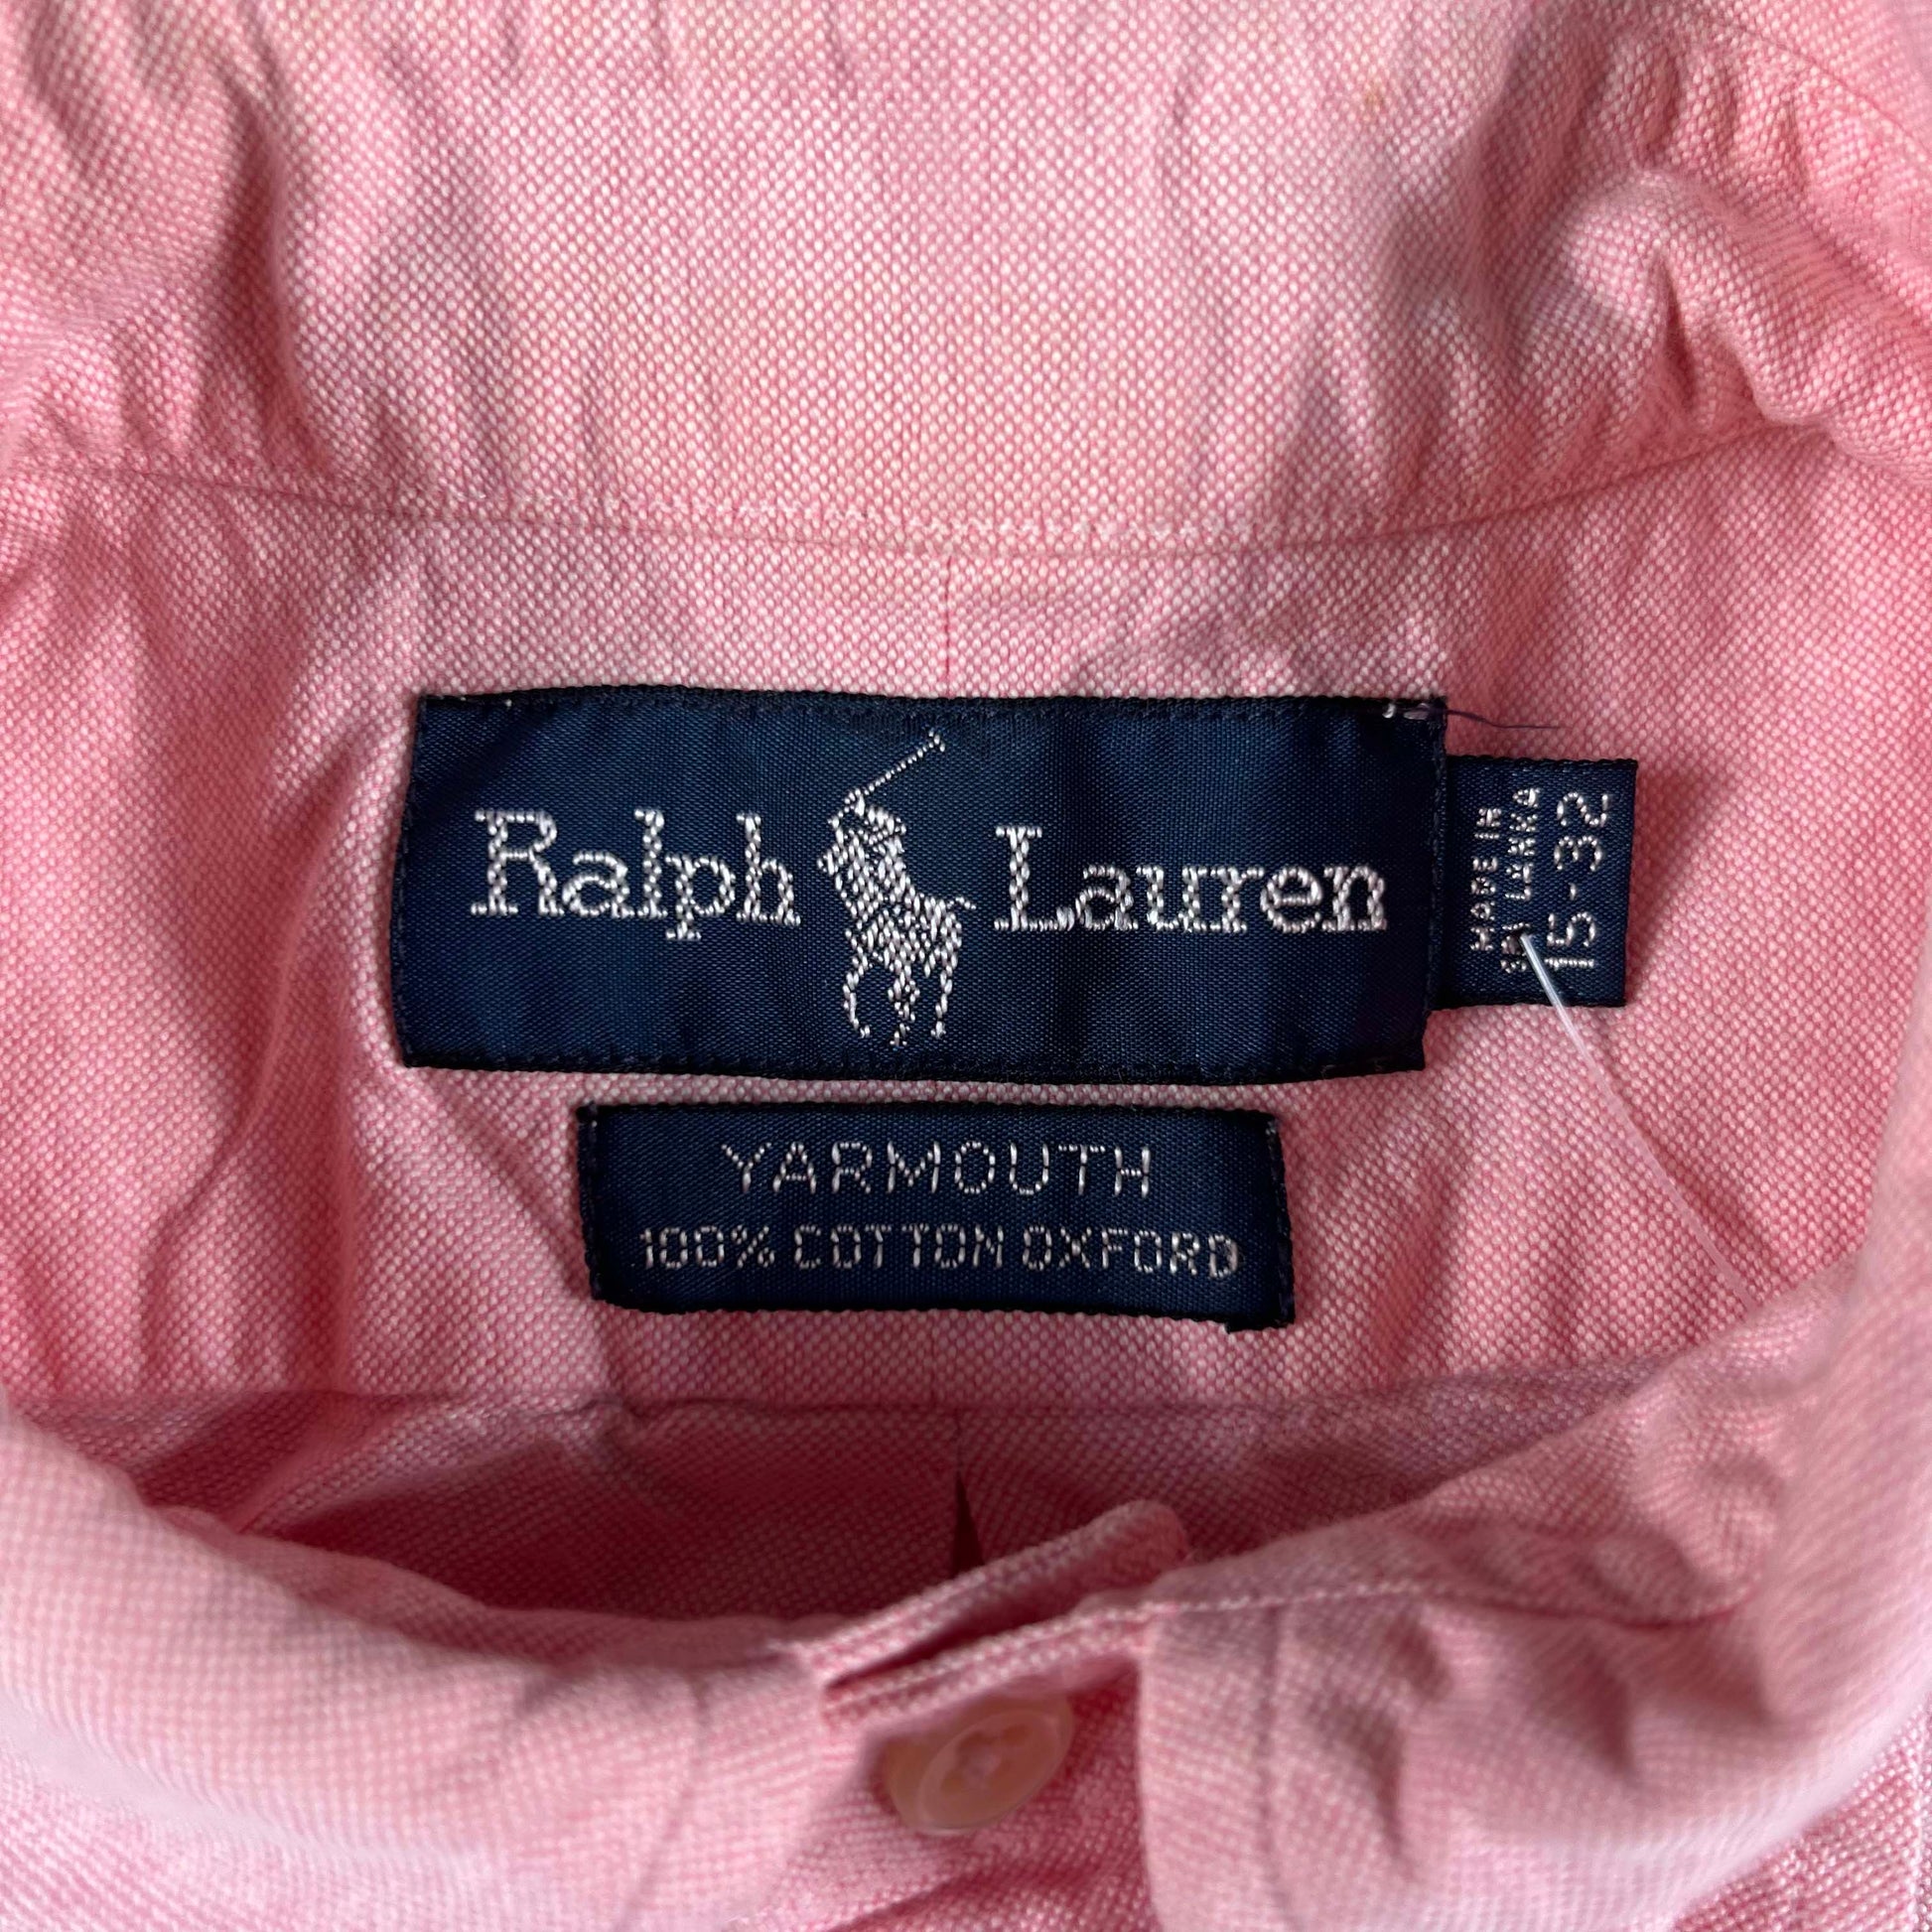 Ralph Lauren
MADE IN
SRI LANKA
15-32
YARMOUTH
100% COTTON OXFORD